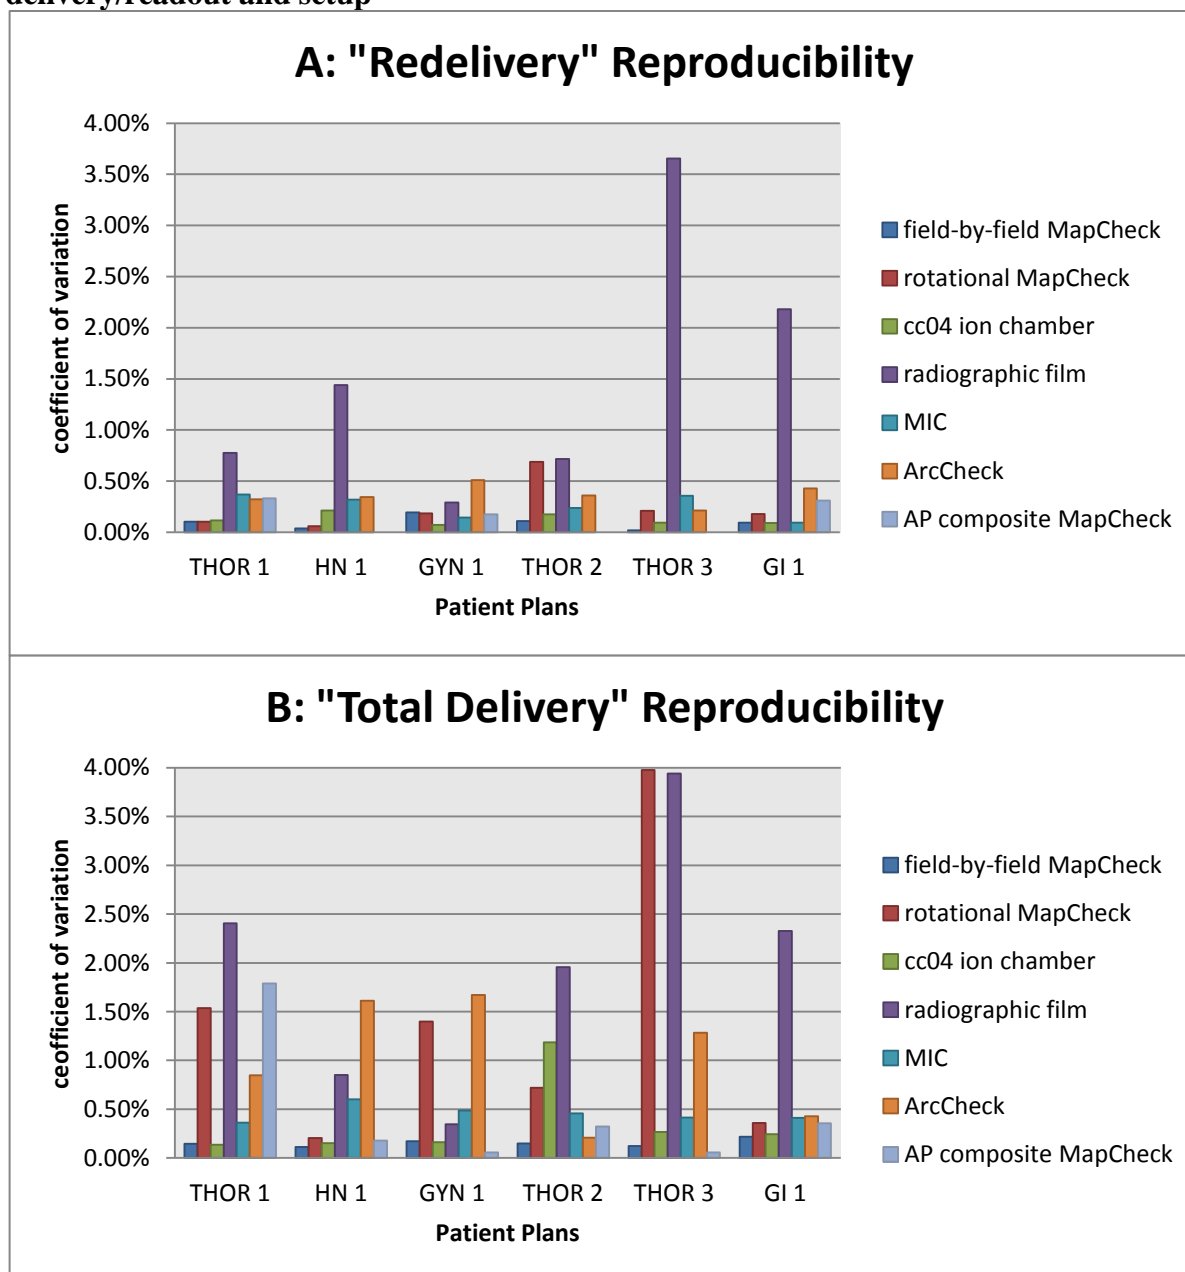 delivery/readout and setup
A: "Redelivery" Reproducibility
4.00%
3.50%
3.00%
2.50%
2.00%
1.50%
1.00%
0.50%
0.00%
coefficient of variation
THOR 1 HN 1 GYN 1 THOR 2 THOR 3 GI 1
Patient Plans
field-by-field MapCheck
rotational MapCheck
cc04 ion chamber
radiographic film
MIC
ArcCheck
AP composite MapCheck
B: "Total Delivery" Reproducibility
4.00%
3.50%
3.00%
2.50%
2.00%
1.50%
1.00%
0.50%
0.00%
ceofficient of variation
THOR 1 HN 1 GYN 1 THOR 2 THOR 3 GI 1
Patient Plans
field-by-field MapCheck
rotational MapCheck
cc04 ion chamber
radiographic film
MIC
ArcCheck
AP composite MapCheck